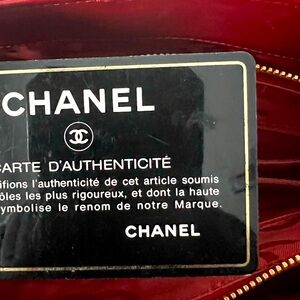 CHANEL
CARTE D'AUTHENTICITÉ
l'authenticité de cet article soumis
les plus rigoureux, et dont la haute
symbolise le renom de notre Marque.
CHANEL